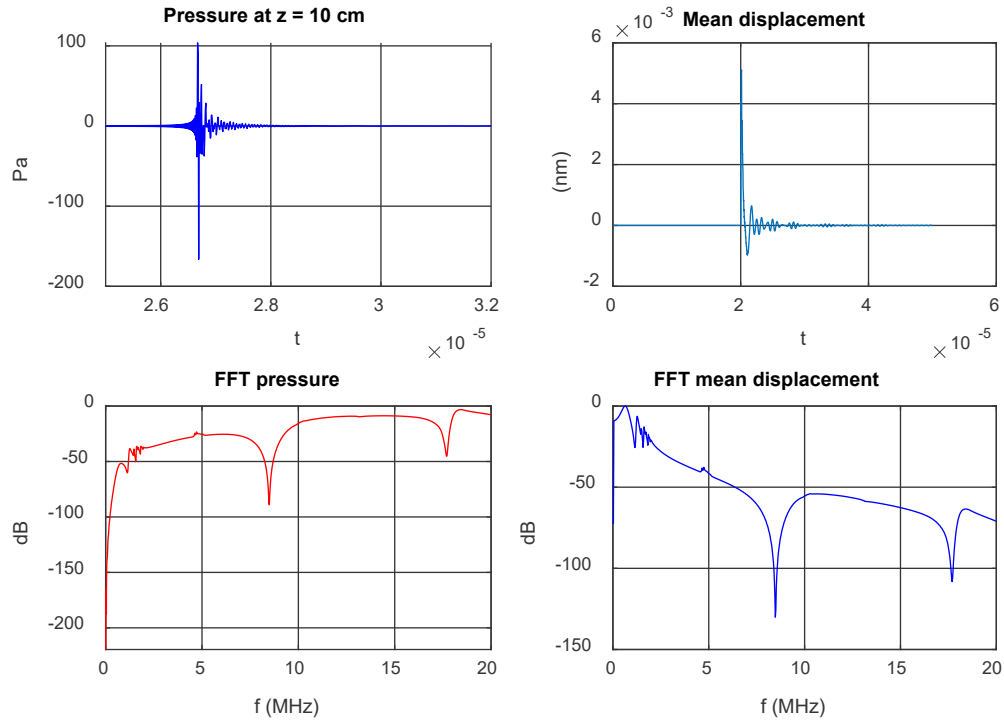 Pressure at z = 10 cm
100
0
-100
-200
Pa
2.6
2.8
3
3.2
t
× 10 -5
Mean displacement
× 10 -3
6
4
2
0
-2
(nm)
0
2
4
6
t
× 10 -5
FFT pressure
0
-50
-100
-150
-200
dB
0
5
10
15
20
f (MHz)
FFT mean displacement
0
-50
-100
-150
dB
0
5
10
15
20
f (MHz)